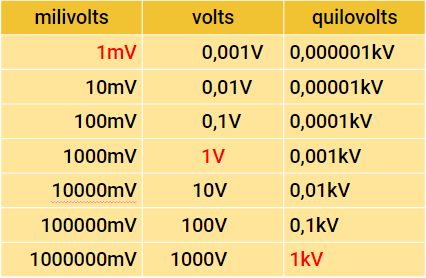 milivolts volts quilovolts
1mV 0,001V 0,000001kV
10mV 0,01V 0,00001kV
100mV 0,1V 0,0001kV
1000mV 1V 0,001kV
10000mV 10V 0,01kV
100000mV 100V 0,1kV
1000000mV 1000V 1kV